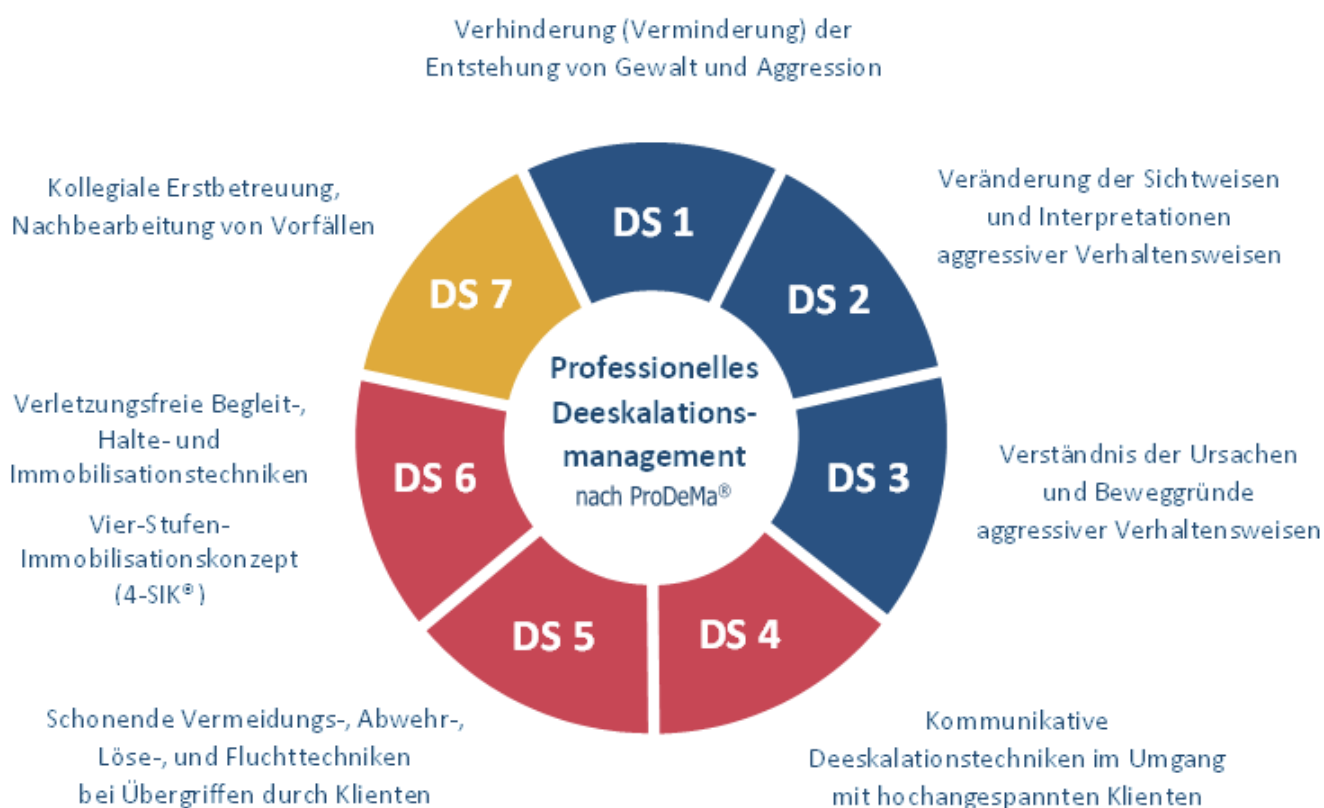 Verhinderung (Verminderung) der
Entstehung von Gewalt und Aggression
DS 1
Veränderung der Sichtweisen
und Interpretationen
aggressiver Verhaltensweisen
DS 2
Verständnis der Ursachen
und Beweggründe
aggressiver Verhaltensweisen
DS 3
Kommunikative
Deeskalationstechniken im Umgang
mit hochangespannten Klienten
DS 4
Schonende Vermeidungs-, Abwehr-,
Löse-, und Fluchttechniken
bei Übergriffen durch Klienten
DS 5
Verletzungsfreie Begleit-,
Halte- und
Immobilisationstechniken
Vier-Stufen-
Immobilisationskonzept
(4-SIK®)
DS 6
Kollegiale Erstbetreuung,
Nachbearbeitung von Vorfällen
DS 7
Professionelles
Deeskalations-
management
nach ProDeMa®